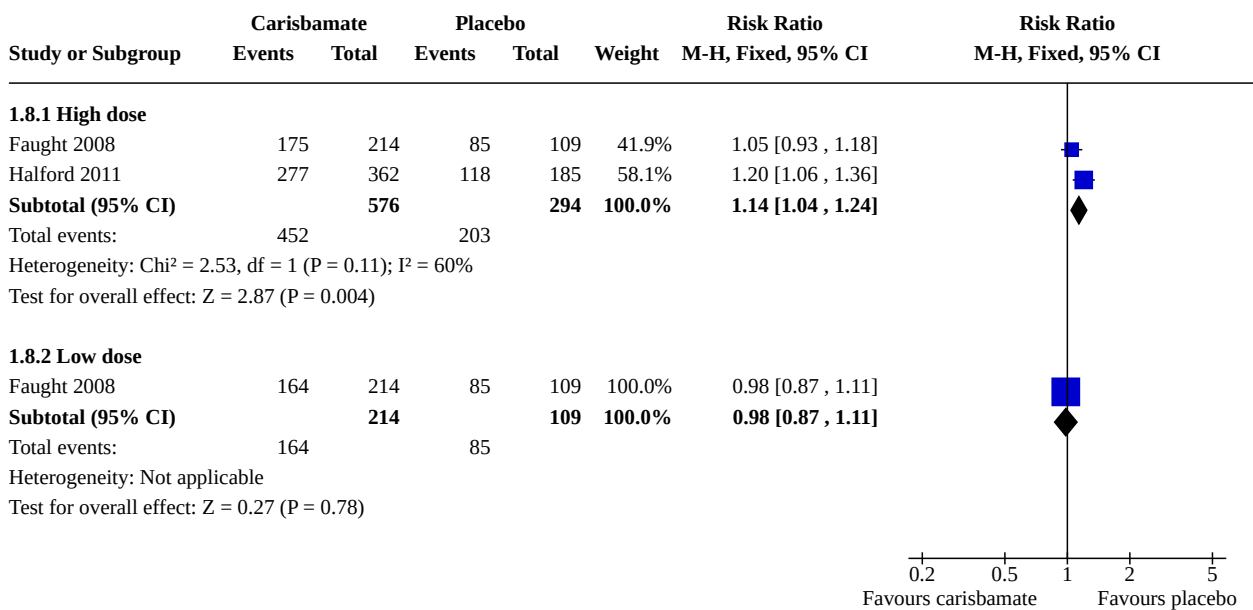 Carisbamate Placebo Risk Ratio Risk Ratio
Study or Subgroup Events Total Events Total Weight M-H, Fixed, 95% CI M-H, Fixed, 95% CI
1.8.1 High dose
Faught 2008 175 214 85 109 41.9% 1.05 [0.93 , 1.18]
Halford 2011 277 362 118 185 58.1% 1.20 [1.06 , 1.36]
Subtotal (95% CI) 576 294 100.0% 1.14 [1.04 , 1.24]
Total events: 452 203
Heterogeneity: Chi² = 2.53, df = 1 (P = 0.11); I² = 60%
Test for overall effect: Z = 2.87 (P = 0.004)
1.8.2 Low dose
Faught 2008 164 214 85 109 100.0% 0.98 [0.87 , 1.11]
Subtotal (95% CI) 214 109 100.0% 0.98 [0.87 , 1.11]
Total events: 164 85
Heterogeneity: Not applicable
Test for overall effect: Z = 0.27 (P = 0.78)
0.2 0.5 1 2 5
Favours carisbamate Favours placebo